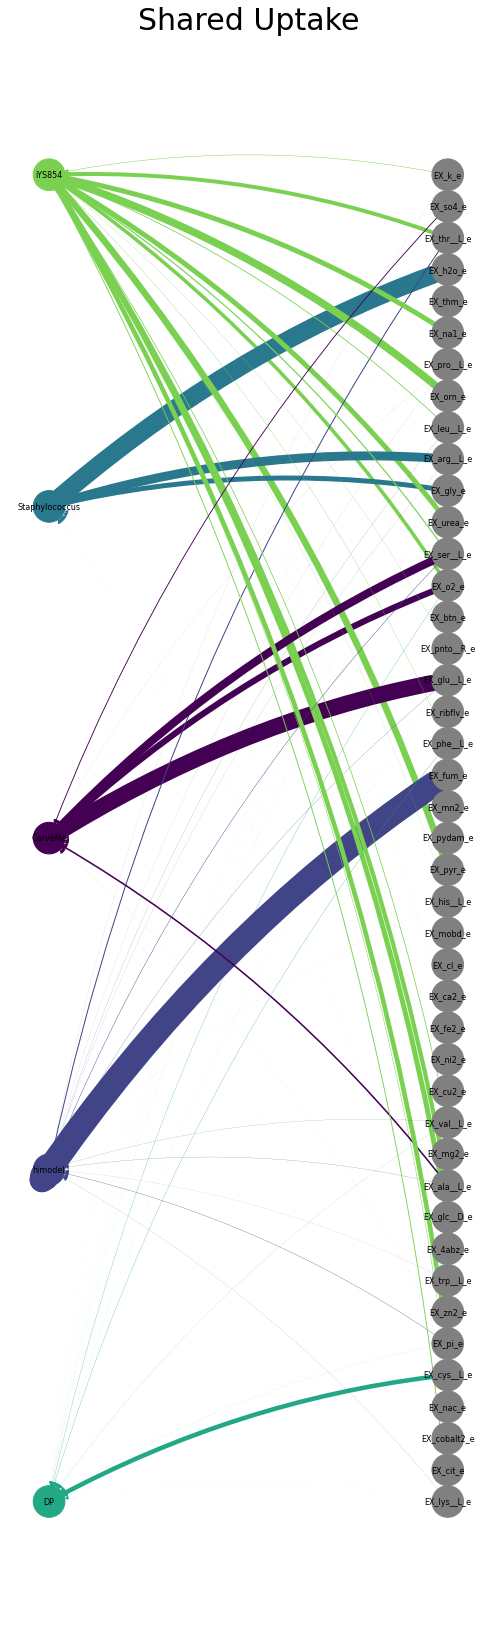 Shared Uptake
iYS854
Staphylococcus
CarveMe
himodel
DP
EX_k_e
EX_so4_e
EX_thr__L_e
EX_h2o_e
EX_thm_e
EX_na1_e
EX_pro__L_e
EX_orn_e
EX_leu__L_e
EX_arg__L_e
EX_gly_e
EX_urea_e
EX_ser__L_e
EX_o2_e
EX_btn_e
EX_pnto__R_e
EX_glu__L_e
EX_ribflv_e
EX_phe__L_e
EX_fum_e
EX_mn2_e
EX_pydam_e
EX_pyr_e
EX_his__L_e
EX_mobd_e
EX_cl_e
EX_ca2_e
EX_fe2_e
EX_ni2_e
EX_cu2_e
EX_val__L_e
EX_mg2_e
EX_ala__L_e
EX_glc__D_e
EX_4abz_e
EX_trp__L_e
EX_zn2_e
EX_pi_e
EX_cys__L_e
EX_nac_e
EX_cobalt2_e
EX_cit_e
EX_lys__L_e